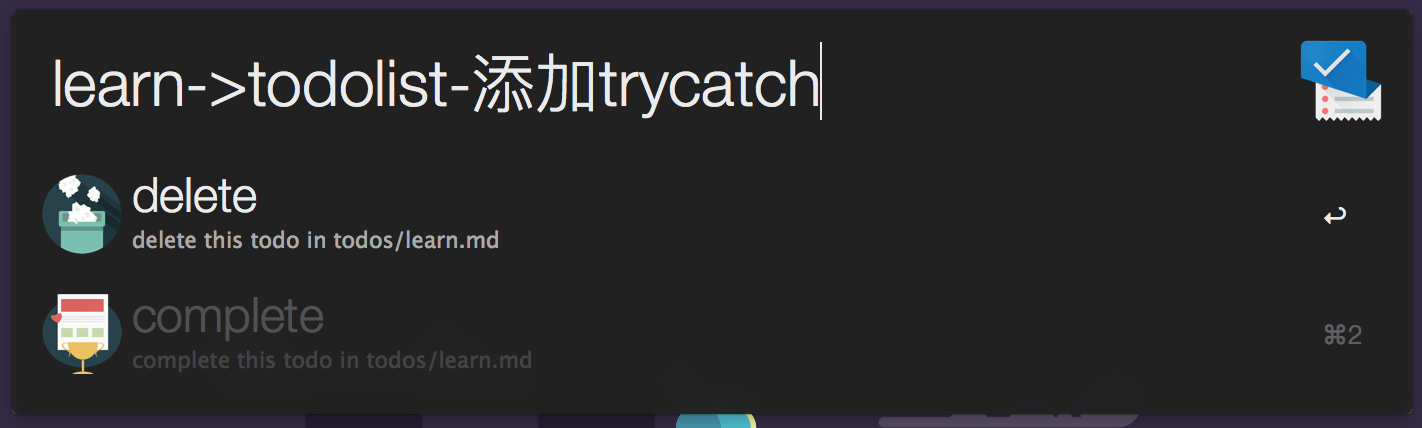 learn->todolist-添加trycatch
delete
delete this todo in todos/learn.md
↩
complete
complete this todo in todos/learn.md
⌘2